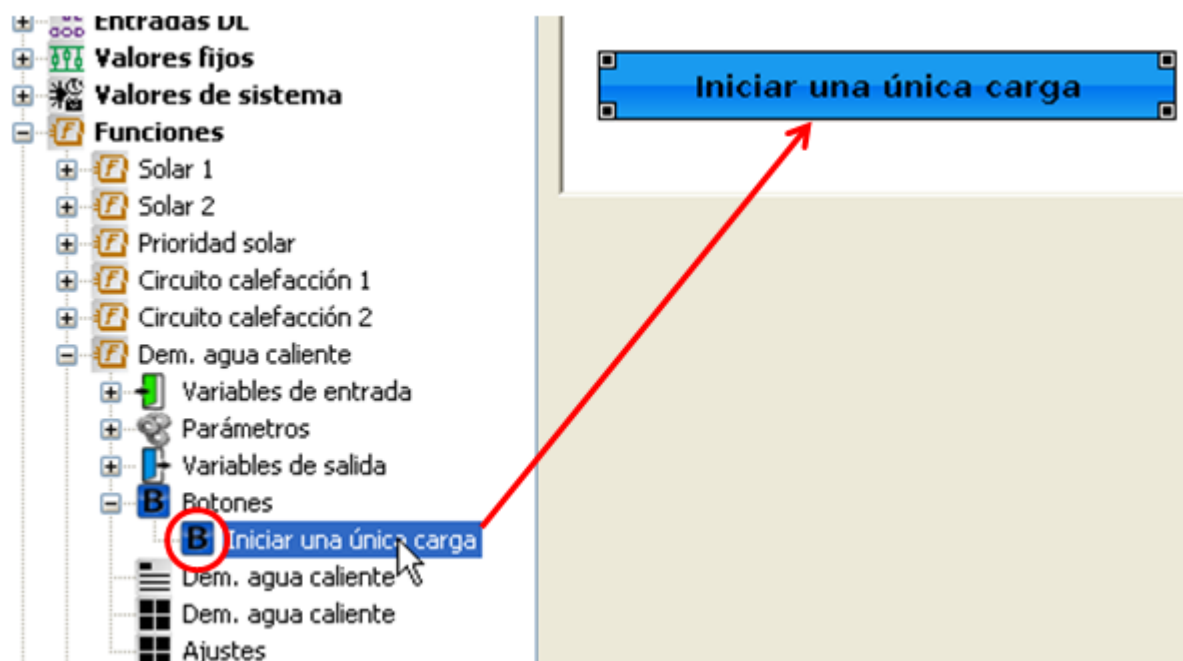 Entradas DL
Valores fijos
Valores de sistema
Funciones
Solar 1
Solar 2
Prioridad solar
Circuito calefacción 1
Circuito calefacción 2
Dem. agua caliente
Variables de entrada
Parámetros
Variables de salida
B Botones
B Iniciar una única carga
Dem. agua caliente
Dem. agua caliente
Ajustes
Iniciar una única carga